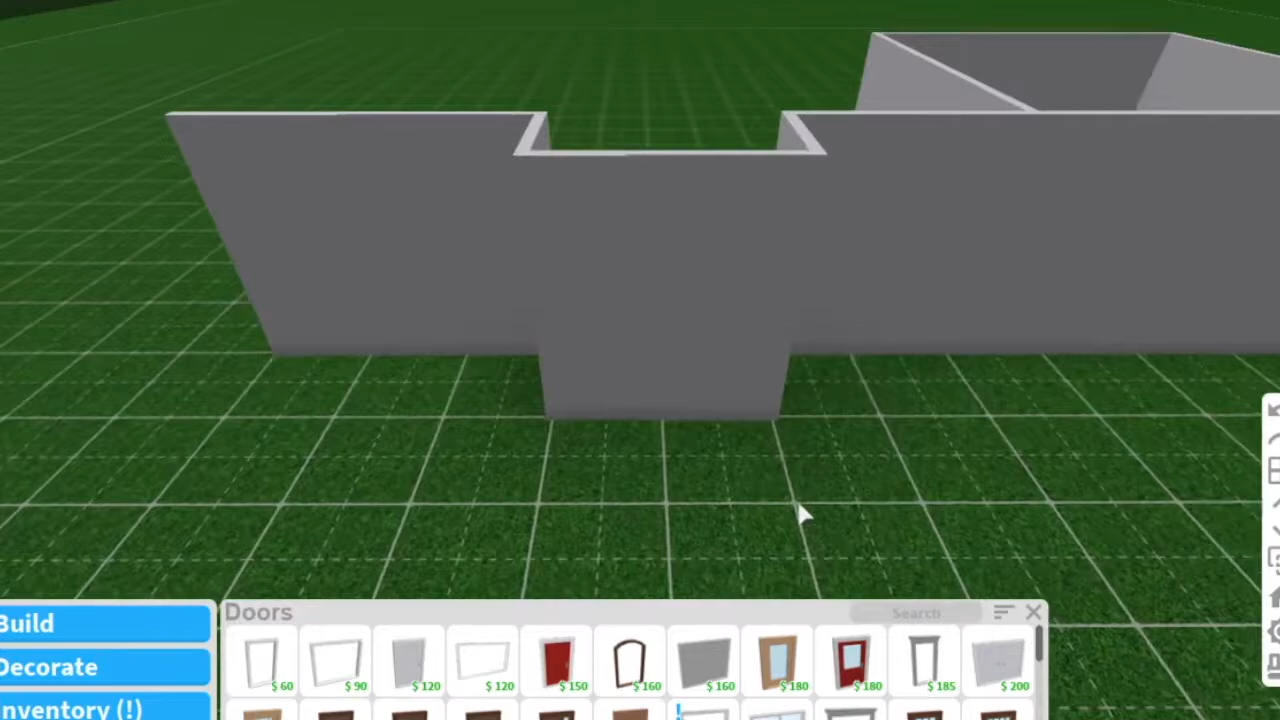 Doors
Search
$ 60 $ 90 $ 120 $ 120 $ 150 $ 160 $ 160 $ 180 $ 180 $ 185 $ 200
Build
Decorate
Inventory (!)